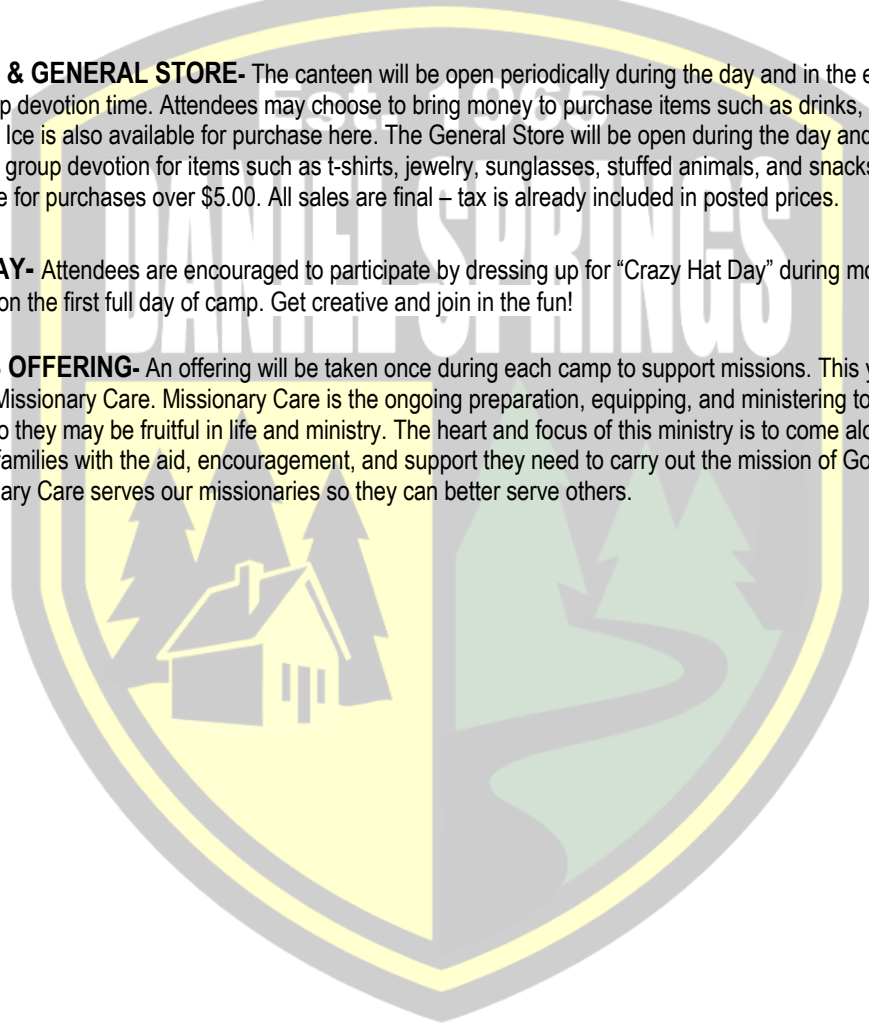 & GENERAL STORE- The canteen will be open periodically during the day and in the e
p devotion time. Attendees may choose to bring money to purchase items such as drinks,
Ice is also available for purchase here. The General Store will be open during the day and
group devotion for items such as t-shirts, jewelry, sunglasses, stuffed animals, and snacks
e for purchases over $5.00. All sales are final – tax is already included in posted prices.
AY- Attendees are encouraged to participate by dressing up for “Crazy Hat Day” during mo
on the first full day of camp. Get creative and join in the fun!
OFFERING- An offering will be taken once during each camp to support missions. This y
Missionary Care. Missionary Care is the ongoing preparation, equipping, and ministering to
o they may be fruitful in life and ministry. The heart and focus of this ministry is to come alo
families with the aid, encouragement, and support they need to carry out the mission of Go
ary Care serves our missionaries so they can better serve others.
Est. 1965
DANIEL SPRINGS